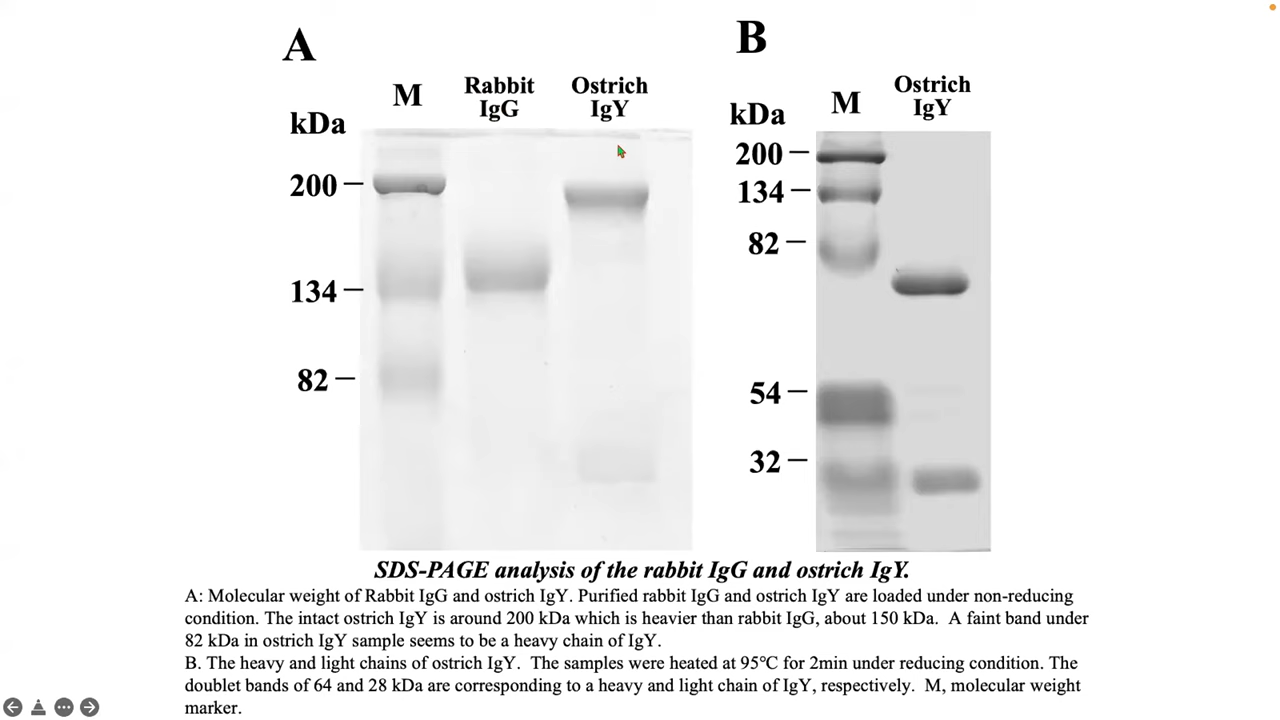 A
B
M
Rabbit IgG
Ostrich IgY
kDa
200
134
82
M
Ostrich IgY
kDa
200
134
82
54
32
SDS-PAGE analysis of the rabbit IgG and ostrich IgY.
A: Molecular weight of Rabbit IgG and ostrich IgY. Purified rabbit IgG and ostrich IgY are loaded under non-reducing
condition. The intact ostrich IgY is around 200 kDa which is heavier than rabbit IgG, about 150 kDa. A faint band under
82 kDa in ostrich IgY sample seems to be a heavy chain of IgY.
B. The heavy and light chains of ostrich IgY. The samples were heated at 95℃ for 2min under reducing condition. The
doublet bands of 64 and 28 kDa are corresponding to a heavy and light chain of IgY, respectively. M, molecular weight
marker.